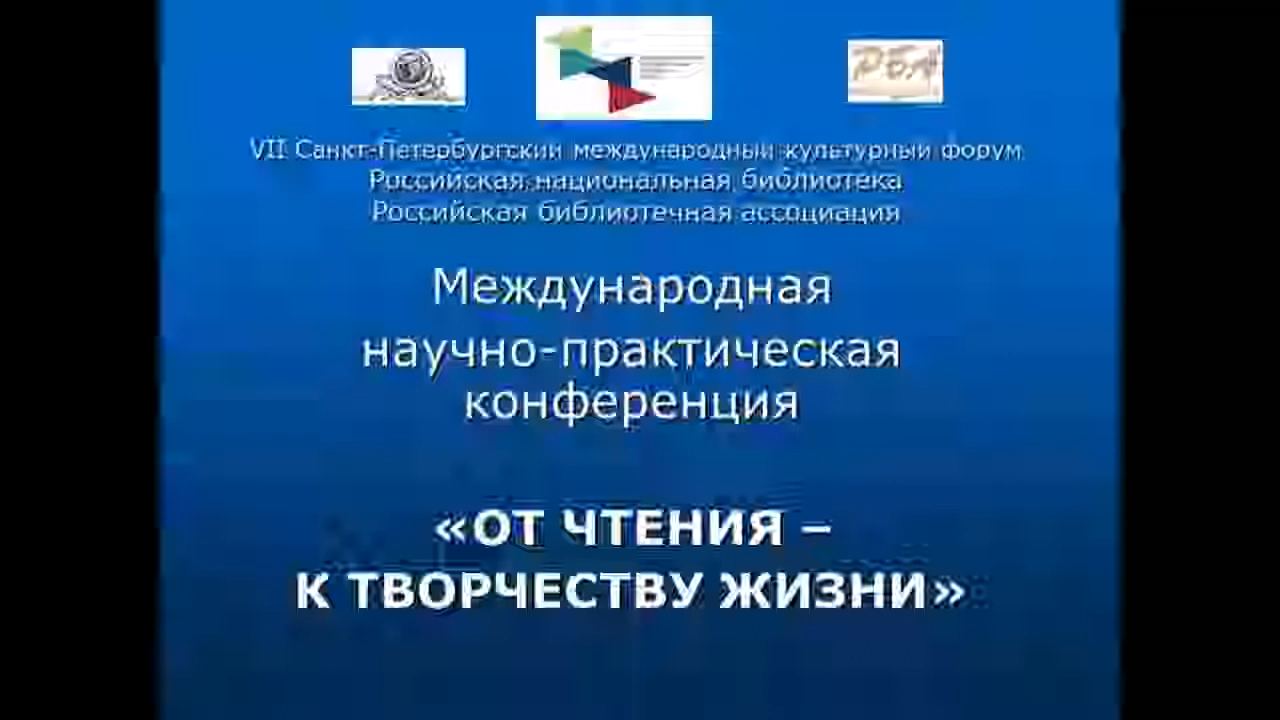 РБА
VII Санкт-Петербургский международный культурный форум
Российская национальная библиотека
Российская библиотечная ассоциация
Международная
научно-практическая
конференция
«ОТ ЧТЕНИЯ –
К ТВОРЧЕСТВУ ЖИЗНИ»